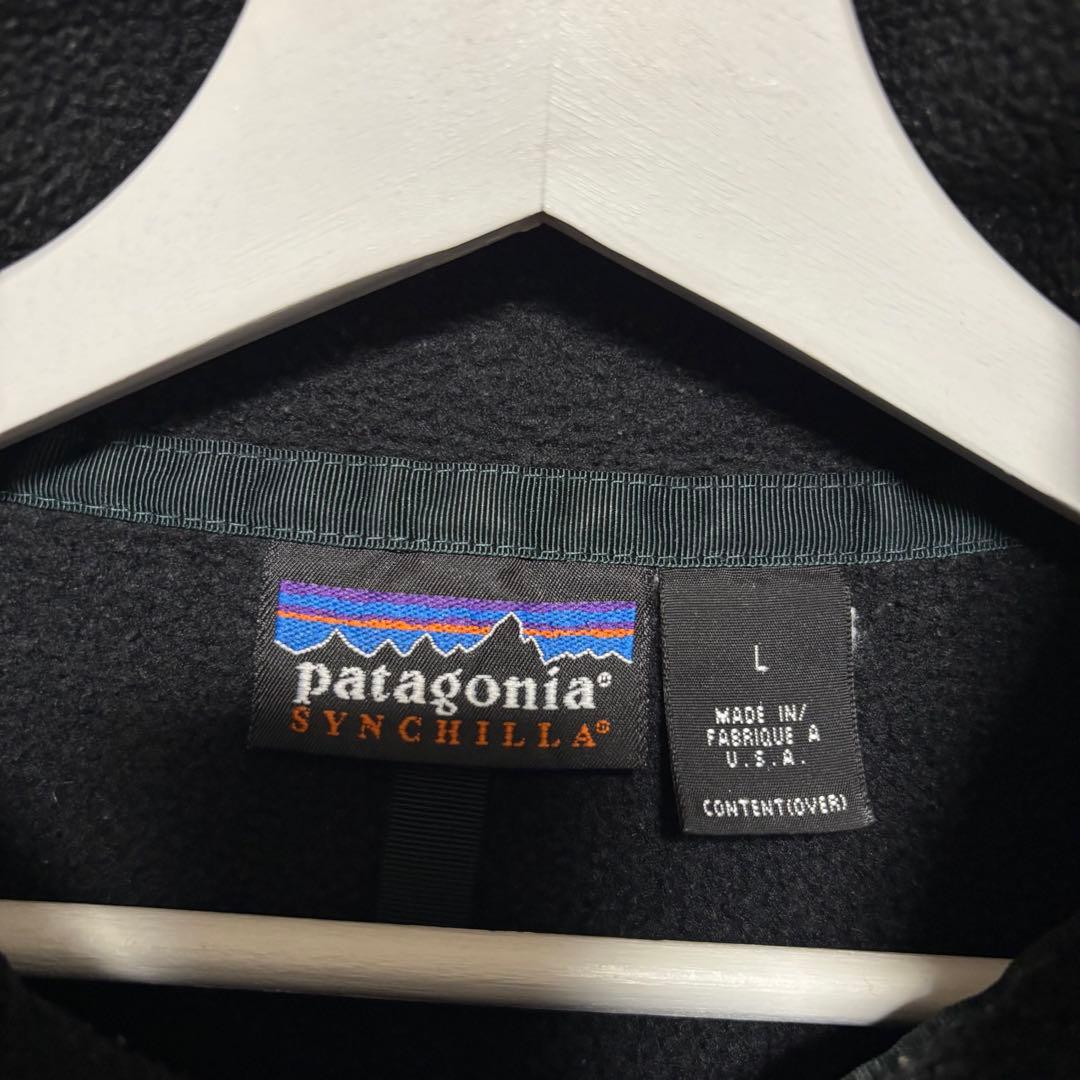 patagonia®
SYNCHILLA®
L
MADE IN/
FABRIQUE A
U.S.A.
CONTENT(OVER)